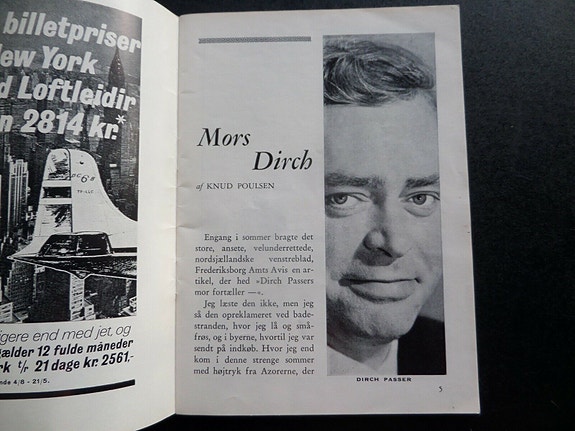 billetpriser
New York
d Loftleidir
n 2814 kr.*
DC 6 B
Mors
Dirch
af KNUD POULSEN
Engang i sommer bragte det
store, ansete, velunderrettede,
nordsjællandske venstreblad,
Frederiksborg Amts Avis en ar-
tikel, der hed »Dirch Passers
mor fortæller —«.
Jeg læste den ikke, men jeg
så den opreklameret ved bade-
stranden, hvor jeg lå og små-
frøs, og i byerne, hvortil jeg var
sendt på indkøb. Hvor jeg end
kom i denne strenge sommer
med højtryk fra Azorerne, der
DIRCH PASSER
5
igere end med jet, og
gælder 12 fulde måneder
rk t/r 21 dage kr. 2561,-
nde 4/8 - 21/5.